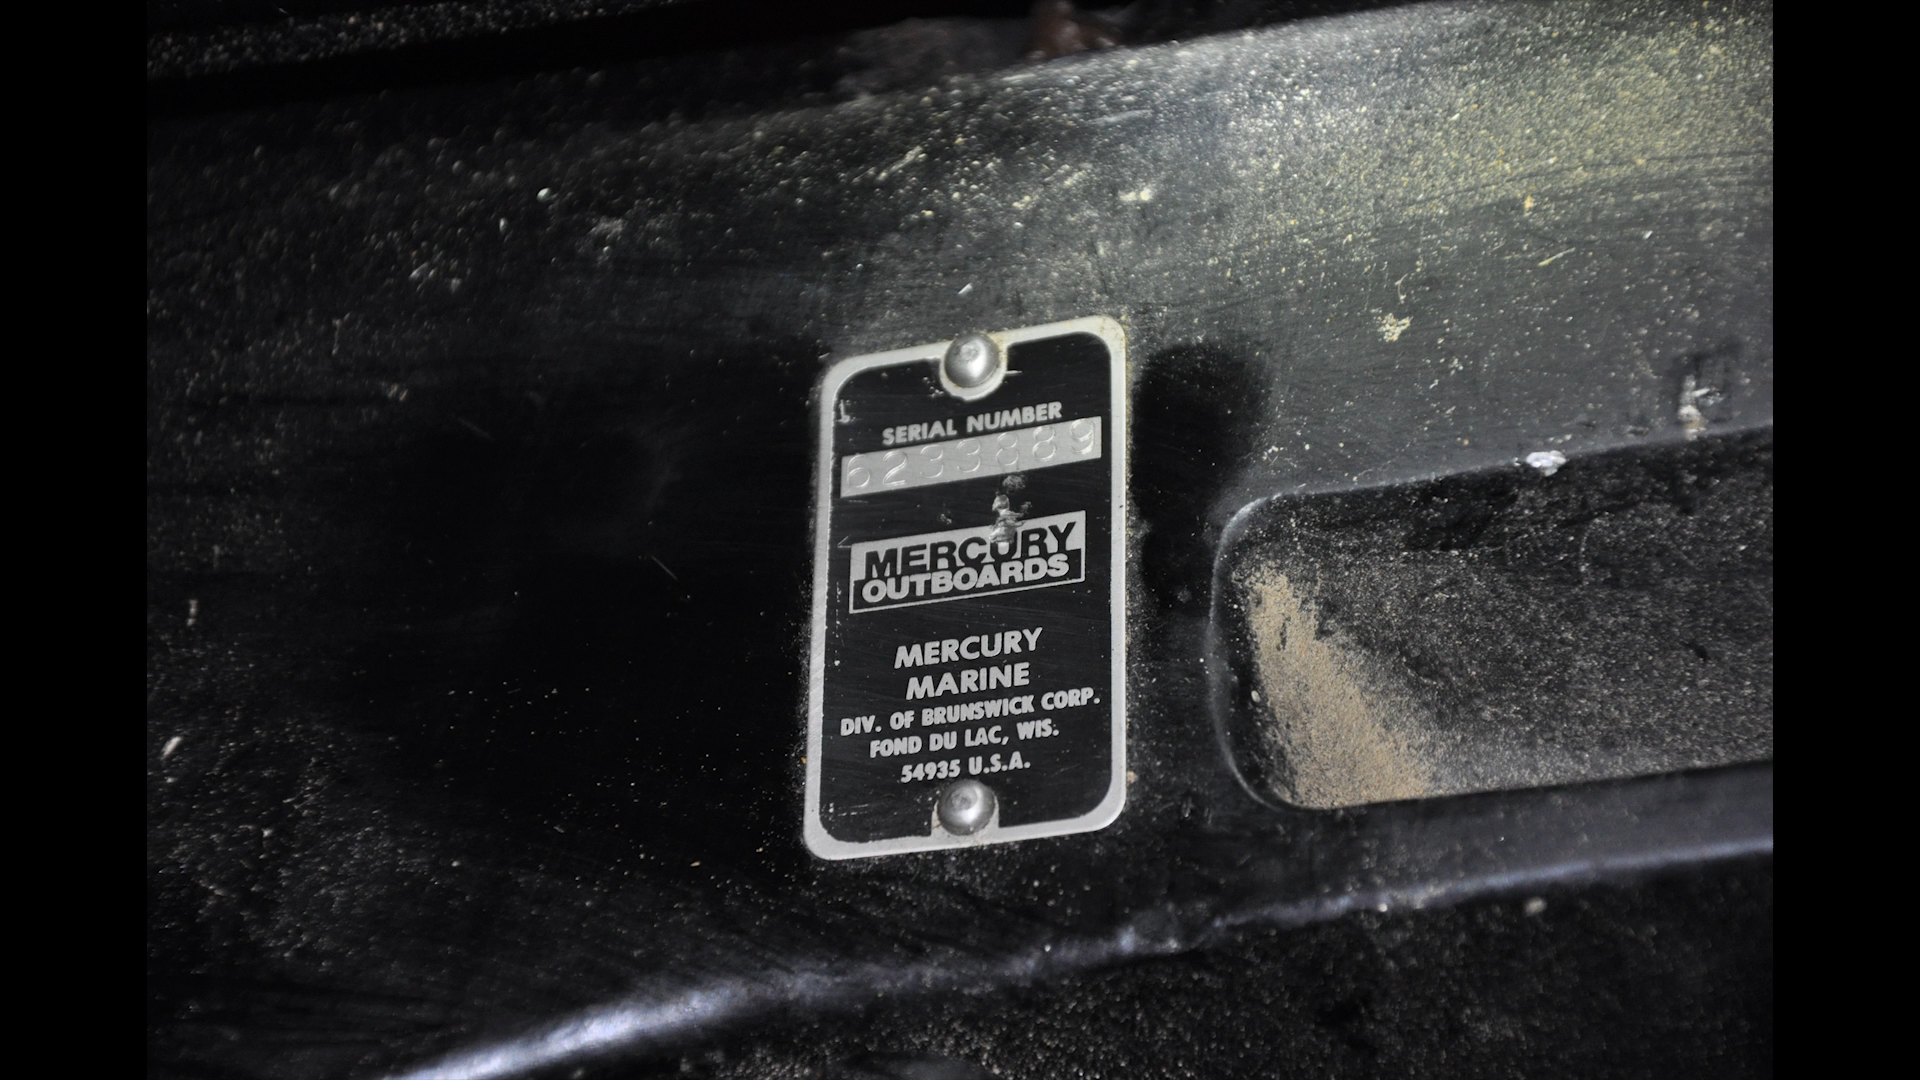 SERIAL NUMBER
6233889
MERCURY
OUTBOARDS
MERCURY
MARINE
DIV. OF BRUNSWICK CORP.
FOND DU LAC, WIS.
54935 U.S.A.